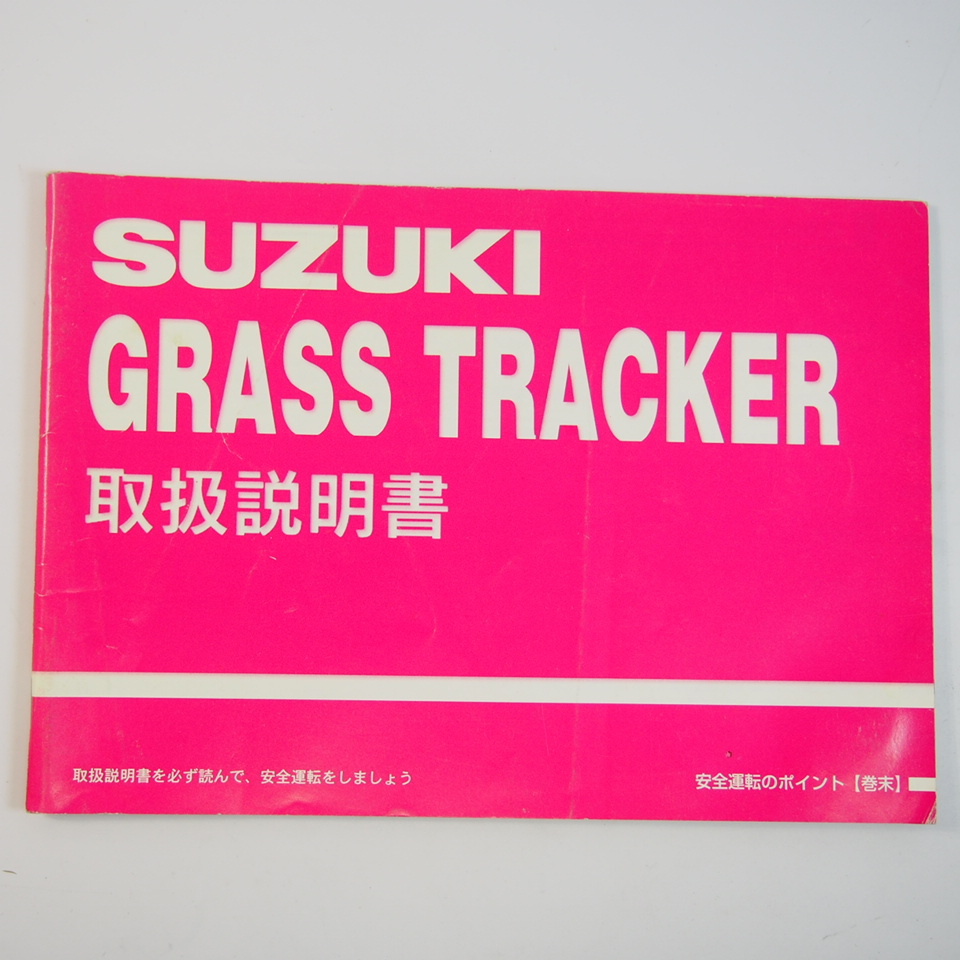 SUZUKI
GRASS TRACKER
取扱説明書
取扱説明書を必ず読んで、安全運転をしましょう
安全運転のポイント【巻末】